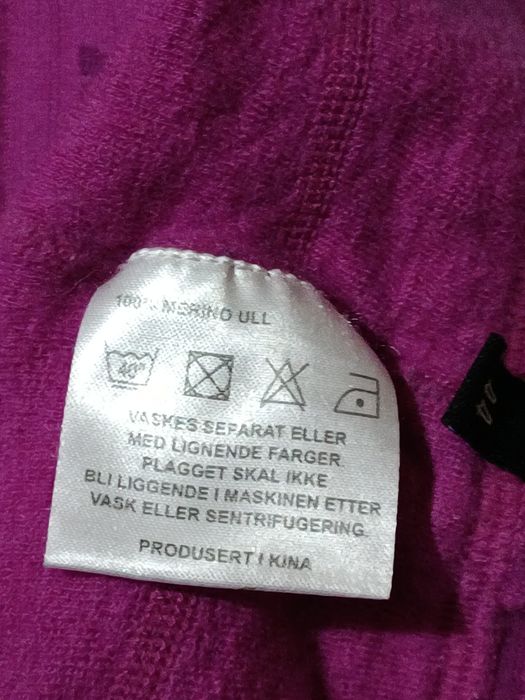 100% MERINO ULL
40°
VASKES SEPARAT ELLER
MED LIGNENDE FARGER.
PLAGGET SKAL IKKE
BLI LIGGENDE I MASKINEN ETTER
VASK ELLER SENTRIFUGERING.
PRODUSERT I KINA
44